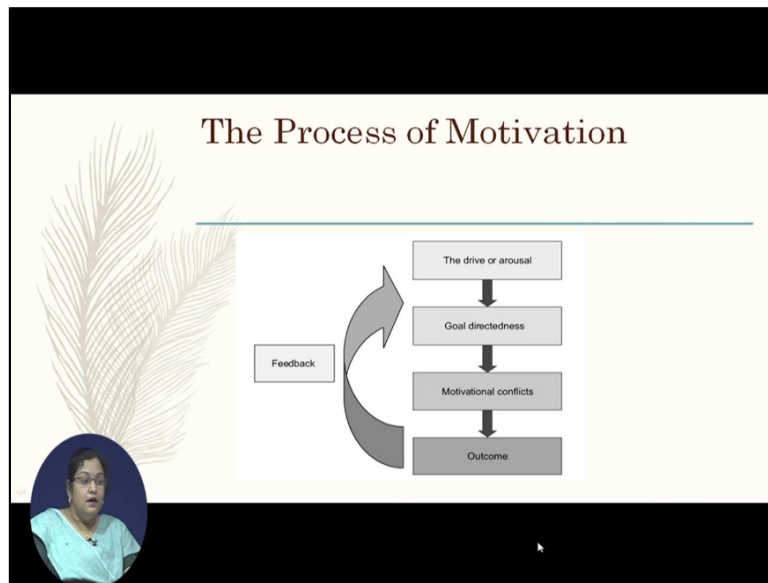 The Process of Motivation
The drive or arousal
Goal directedness
Feedback
Motivational conflicts
Outcome